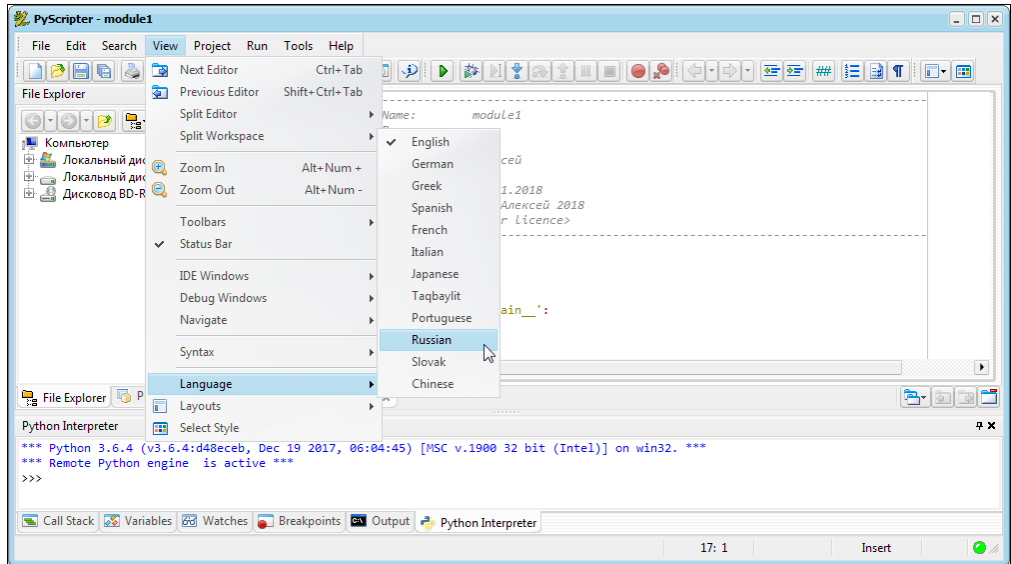 PyScripter - module1
File Edit Search View Project Run Tools Help
Next Editor Ctrl+Tab
Previous Editor Shift+Ctrl+Tab
Split Editor
Split Workspace
Zoom In Alt+Num +
Zoom Out Alt+Num -
Toolbars
Status Bar
IDE Windows
Debug Windows
Navigate
Syntax
Language
Layouts
Select Style
English
German
Greek
Spanish
French
Italian
Japanese
Taqbaylit
Portuguese
Russian
Slovak
Chinese
File Explorer
Компьютер
Локальный дис
Локальный дис
Дисковод BD-R
Name: module1
сей
1.2018
Алексей 2018
r licence>
ain__':
File Explorer P
Python Interpreter
*** Python 3.6.4 (v3.6.4:d48eceb, Dec 19 2017, 06:04:45) [MSC v.1900 32 bit (Intel)] on win32. ***
*** Remote Python engine is active ***
>>>
Call Stack Variables Watches Breakpoints Output Python Interpreter
17: 1 Insert